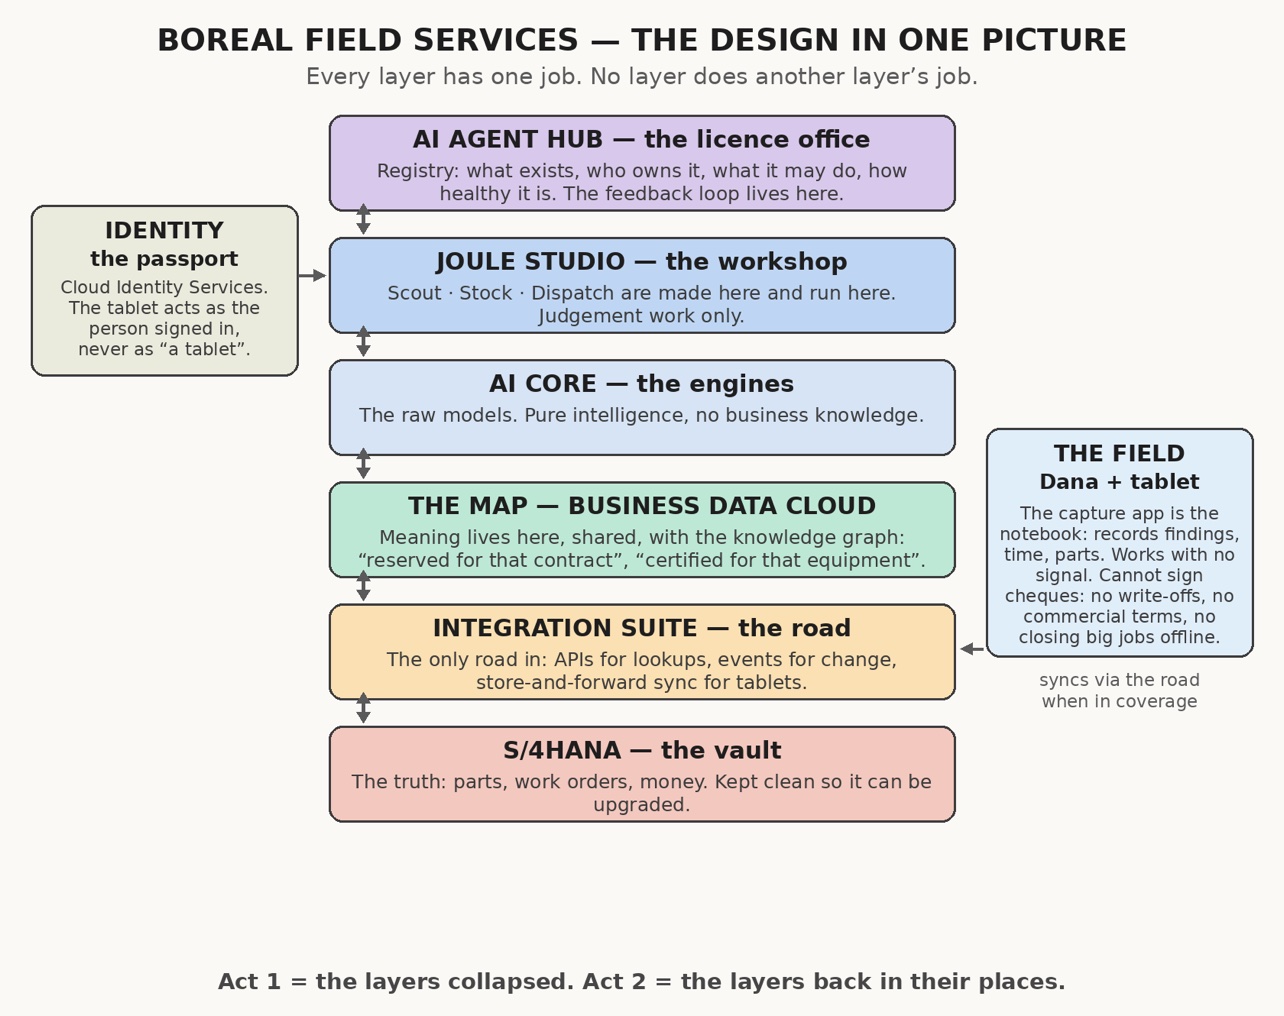 BOREAL FIELD SERVICES — THE DESIGN IN ONE PICTURE
Every layer has one job. No layer does another layer’s job.
AI AGENT HUB — the licence office
Registry: what exists, who owns it, what it may do, how
healthy it is. The feedback loop lives here.
IDENTITY
the passport
Cloud Identity Services.
The tablet acts as the
person signed in,
never as “a tablet”.
JOULE STUDIO — the workshop
Scout · Stock · Dispatch are made here and run here.
Judgement work only.
AI CORE — the engines
The raw models. Pure intelligence, no business knowledge.
THE MAP — BUSINESS DATA CLOUD
Meaning lives here, shared, with the knowledge graph:
“reserved for that contract”, “certified for that equipment”.
THE FIELD
Dana + tablet
The capture app is the
notebook: records findings,
time, parts. Works with no
signal. Cannot sign
cheques: no write-offs, no
commercial terms, no
closing big jobs offline.
syncs via the road
when in coverage
INTEGRATION SUITE — the road
The only road in: APIs for lookups, events for change,
store-and-forward sync for tablets.
S/4HANA — the vault
The truth: parts, work orders, money. Kept clean so it can be
upgraded.
Act 1 = the layers collapsed. Act 2 = the layers back in their places.